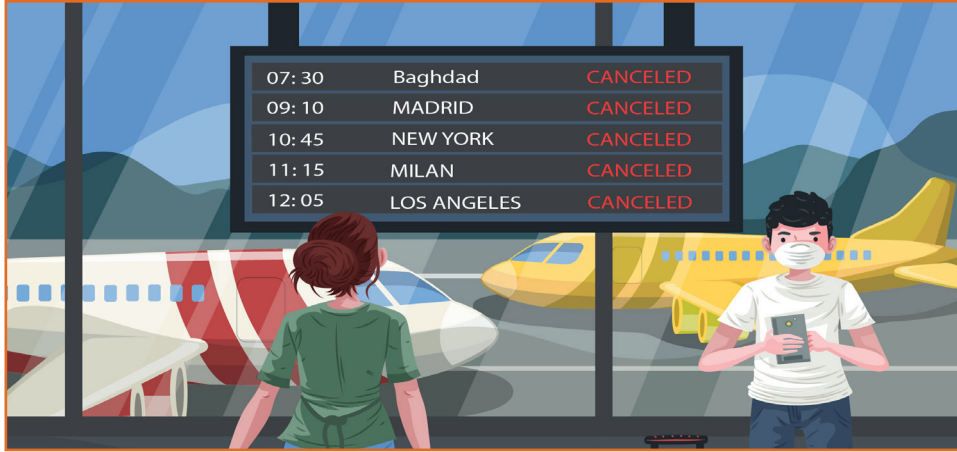 07:30 Baghdad CANCELED
09:10 MADRID CANCELED
10:45 NEW YORK CANCELED
11:15 MILAN CANCELED
12:05 LOS ANGELES CANCELED